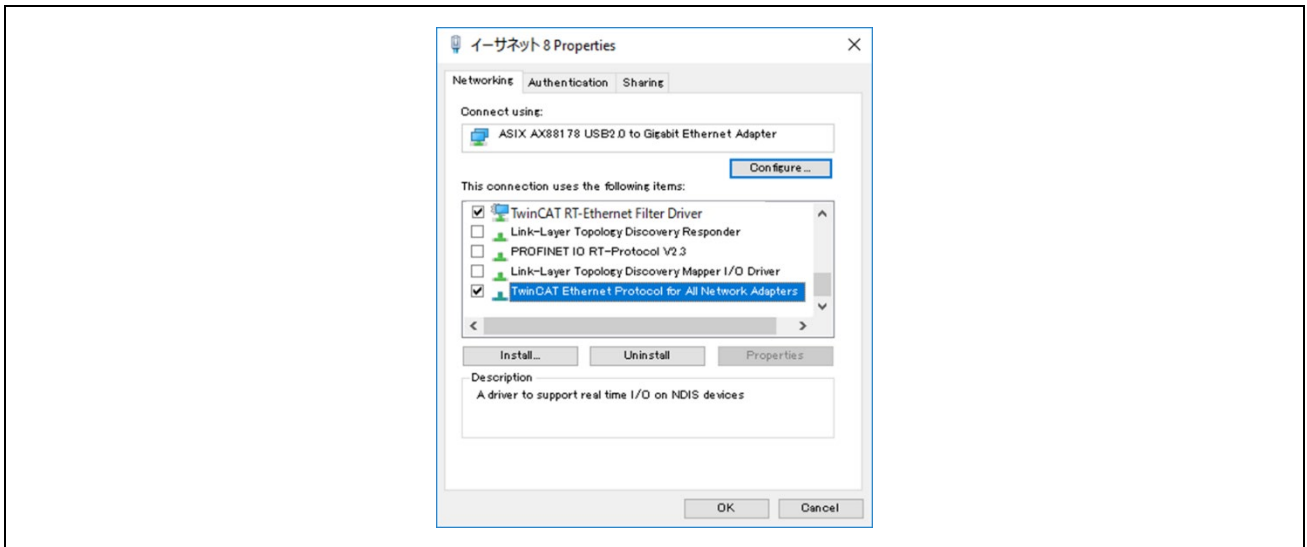 イーサネット 8 Properties
Networking Authentication Sharing
Connect using:
ASIX AX88178 USB2.0 to Gigabit Ethernet Adapter
Configure...
This connection uses the following items:
TwinCAT RT-Ethernet Filter Driver
Link-Layer Topology Discovery Responder
PROFINET IO RT-Protocol V2.3
Link-Layer Topology Discovery Mapper I/O Driver
TwinCAT Ethernet Protocol for All Network Adapters
Install... Uninstall Properties
Description
A driver to support real time I/O on NDIS devices
OK Cancel